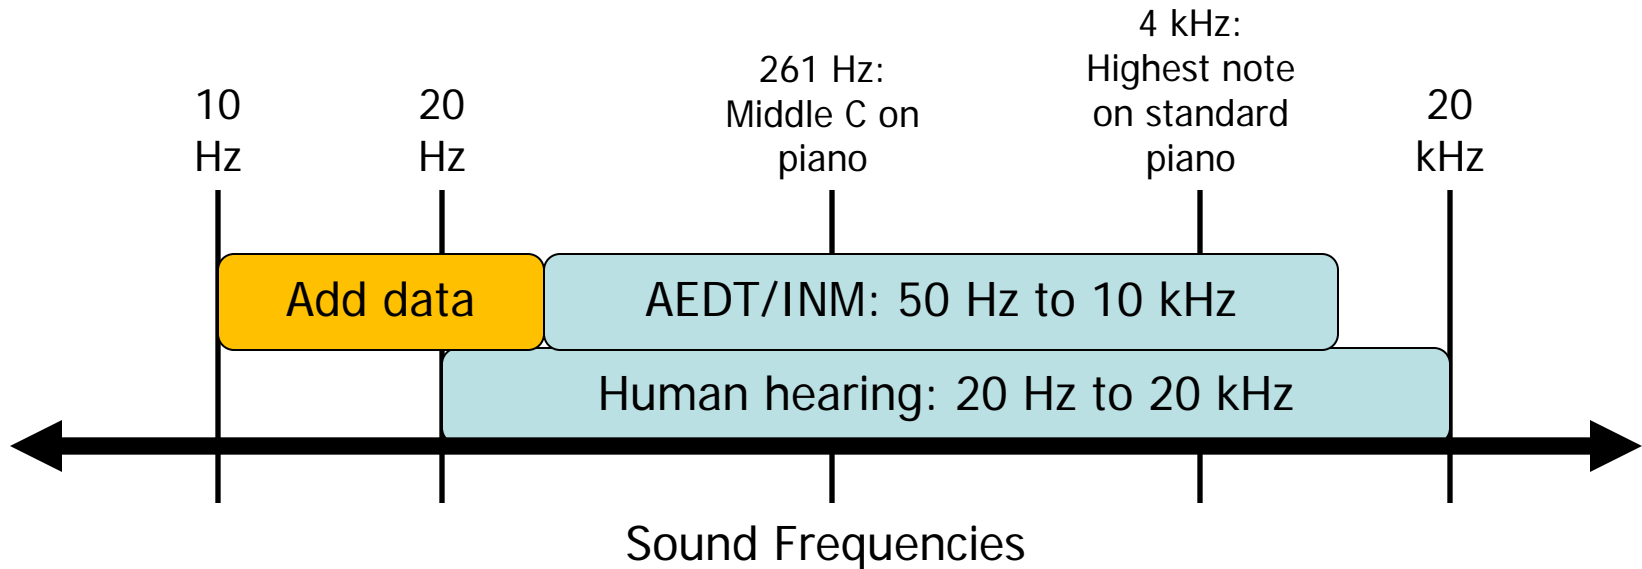 10
Hz
20
Hz
261 Hz:
Middle C on
piano
4 kHz:
Highest note
on standard
piano
20
kHz
Add data
AEDT/INM: 50 Hz to 10 kHz
Human hearing: 20 Hz to 20 kHz
Sound Frequencies